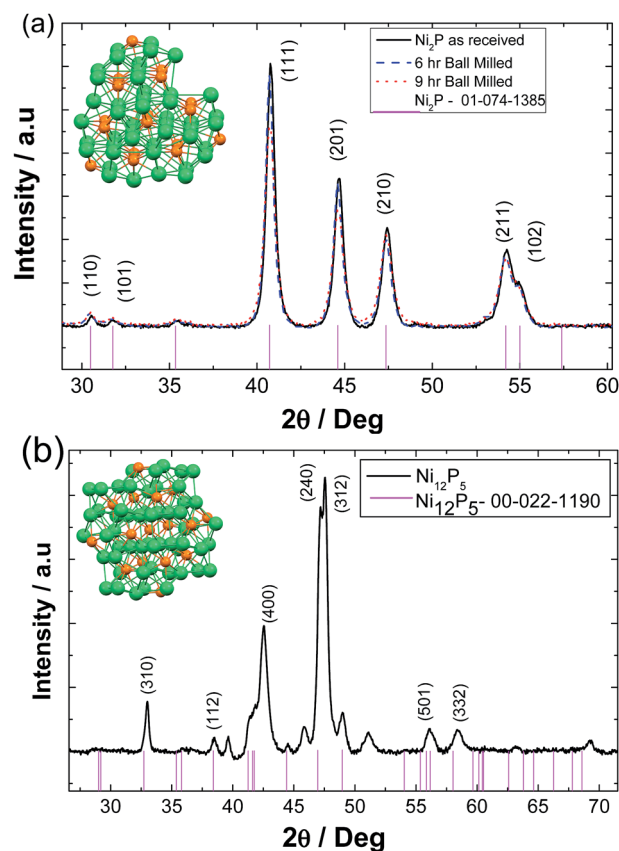 (a)
Ni₂P as received
6 hr Ball Milled
9 hr Ball Milled
Ni₂P - 01-074-1385
(110)
(101)
(111)
(201)
(210)
(211)
(102)
Intensity / a.u
30 35 40 45 50 55 60
2θ / Deg
(b)
Ni₁₂P₅
Ni₁₂P₅- 00-022-1190
(310)
(112)
(400)
(240)
(312)
(501)
(332)
Intensity / a.u
30 35 40 45 50 55 60 65 70
2θ / Deg